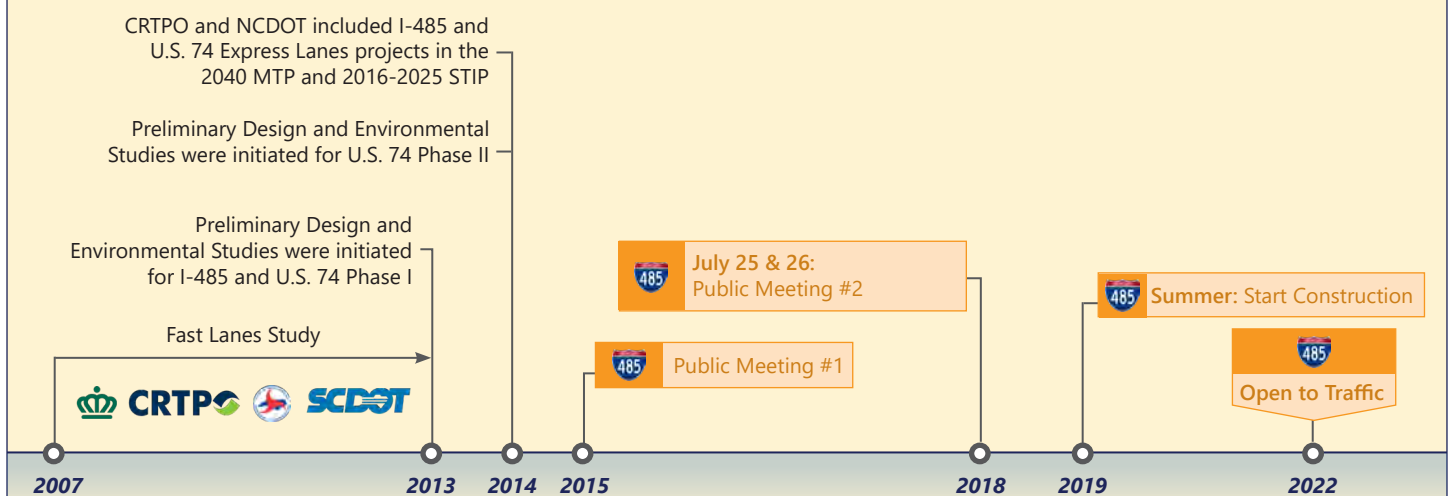 CRTPO and NCDOT included I-485 and
U.S. 74 Express Lanes projects in the
2040 MTP and 2016-2025 STIP
Preliminary Design and Environmental
Studies were initiated for U.S. 74 Phase II
Preliminary Design and
Environmental Studies were initiated
for I-485 and U.S. 74 Phase I
Fast Lanes Study
CRTPO
SCDOT
485
July 25 & 26:
Public Meeting #2
485
Public Meeting #1
485
Summer: Start Construction
485
Open to Traffic
2007
2013
2014
2015
2018
2019
2022